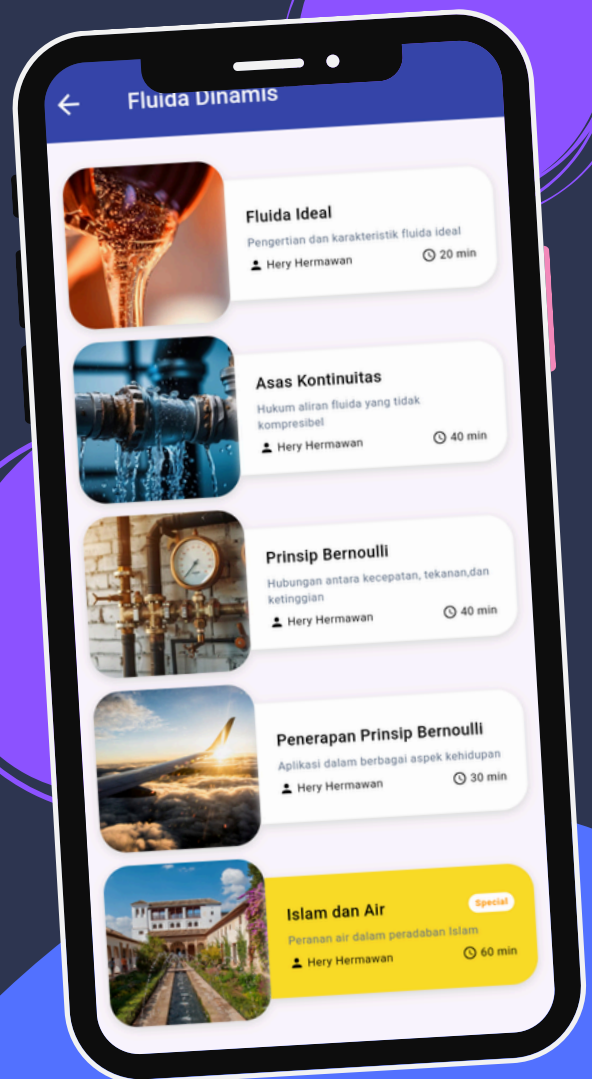 Fluida Dinamis
Fluida Ideal
Pengertian dan karakteristik fluida ideal
Hery Hermawan
20 min
Asas Kontinuitas
Hukum aliran fluida yang tidak
kompresibel
Hery Hermawan
40 min
Prinsip Bernoulli
Hubungan antara kecepatan, tekanan,dan
ketinggian
Hery Hermawan
40 min
Penerapan Prinsip Bernoulli
Aplikasi dalam berbagai aspek kehidupan
Hery Hermawan
30 min
Islam dan Air
Special
Peranan air dalam peradaban Islam
Hery Hermawan
60 min